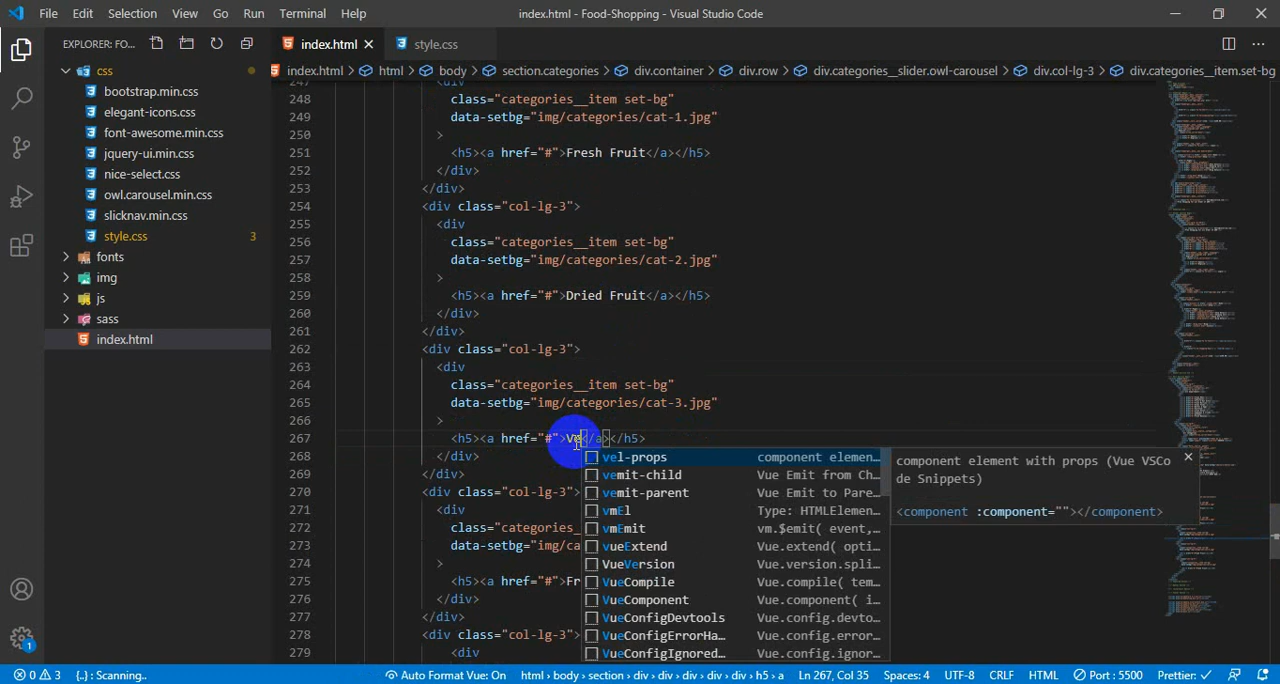 File Edit Selection View Go Run Terminal Help
index.html - Food-Shopping - Visual Studio Code
EXPLORER: FO...
index.html
style.css
index.html > html > body > section.categories > div.container > div.row > div.categories__slider.owl-carousel > div.col-lg-3 > div.categories__item.set-bg
css
bootstrap.min.css
elegant-icons.css
font-awesome.min.css
jquery-ui.min.css
nice-select.css
owl.carousel.min.css
slicknav.min.css
style.css 3
fonts
img
js
sass
index.html
247 <div
248 class="categories__item set-bg"
249 data-setbg="img/categories/cat-1.jpg"
250 >
251 <h5><a href="#">Fresh Fruit</a></h5>
252 </div>
253 </div>
254 <div class="col-lg-3">
255 <div
256 class="categories__item set-bg"
257 data-setbg="img/categories/cat-2.jpg"
258 >
259 <h5><a href="#">Dried Fruit</a></h5>
260 </div>
261 </div>
262 <div class="col-lg-3">
263 <div
264 class="categories__item set-bg"
265 data-setbg="img/categories/cat-3.jpg"
266 >
267 <h5><a href="#">Ve</a></h5>
268 </div>
269 </div>
270 <div class="col-lg-3">
271 <div
272 class="categories_
273 data-setbg="img/ca
274 >
275 <h5><a href="#">Fr
276 </div>
277 </div>
278 <div class="col-lg-3">
279 <div
vel-props component elemen...
vemit-child Vue Emit from Ch...
vemit-parent Vue Emit to Pare...
vmEl Type: HTMLElemen...
vmEmit vm.$emit( event,...
vueExtend Vue.extend( opti...
VueVersion Vue.version.spli...
VueCompile Vue.compile( tem...
VueComponent Vue.component( i...
VueConfigDevtools Vue.config.devto...
VueConfigErrorHa... Vue.config.error...
VueConfigIgnored... Vue.config.ignor...
component element with props (Vue VSCo
de Snippets)
<component :component=""></component>
1
0 3 {..} : Scanning.. Auto Format Vue: On html > body > section > div > div > div > div > div > h5 > a Ln 267, Col 35 Spaces: 4 UTF-8 CRLF HTML Port : 5500 Prettier: